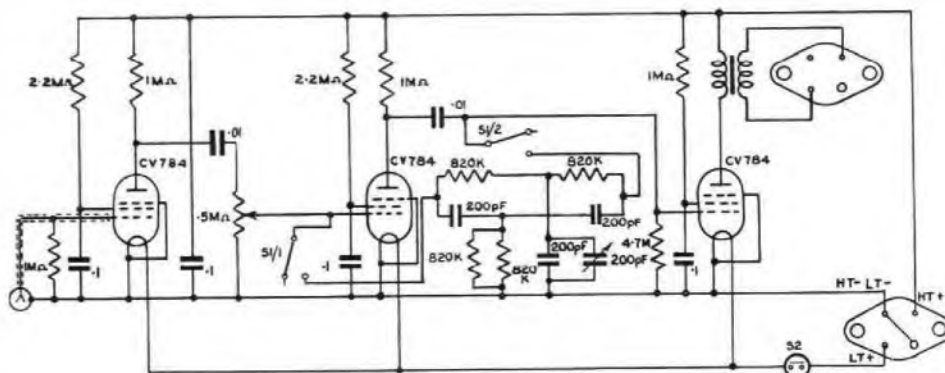 2·2MΩ
1MΩ
·01
CV784
·5MΩ
1MΩ
·1
·1
S1/1
2·2MΩ
1MΩ
·01
CV784
·1
S1/2
820K
820K
200pF
200pF
820K
820
K
200pF
200pF
4·7M
1MΩ
CV784
·1
HT- LT-
HT+
LT+
S2